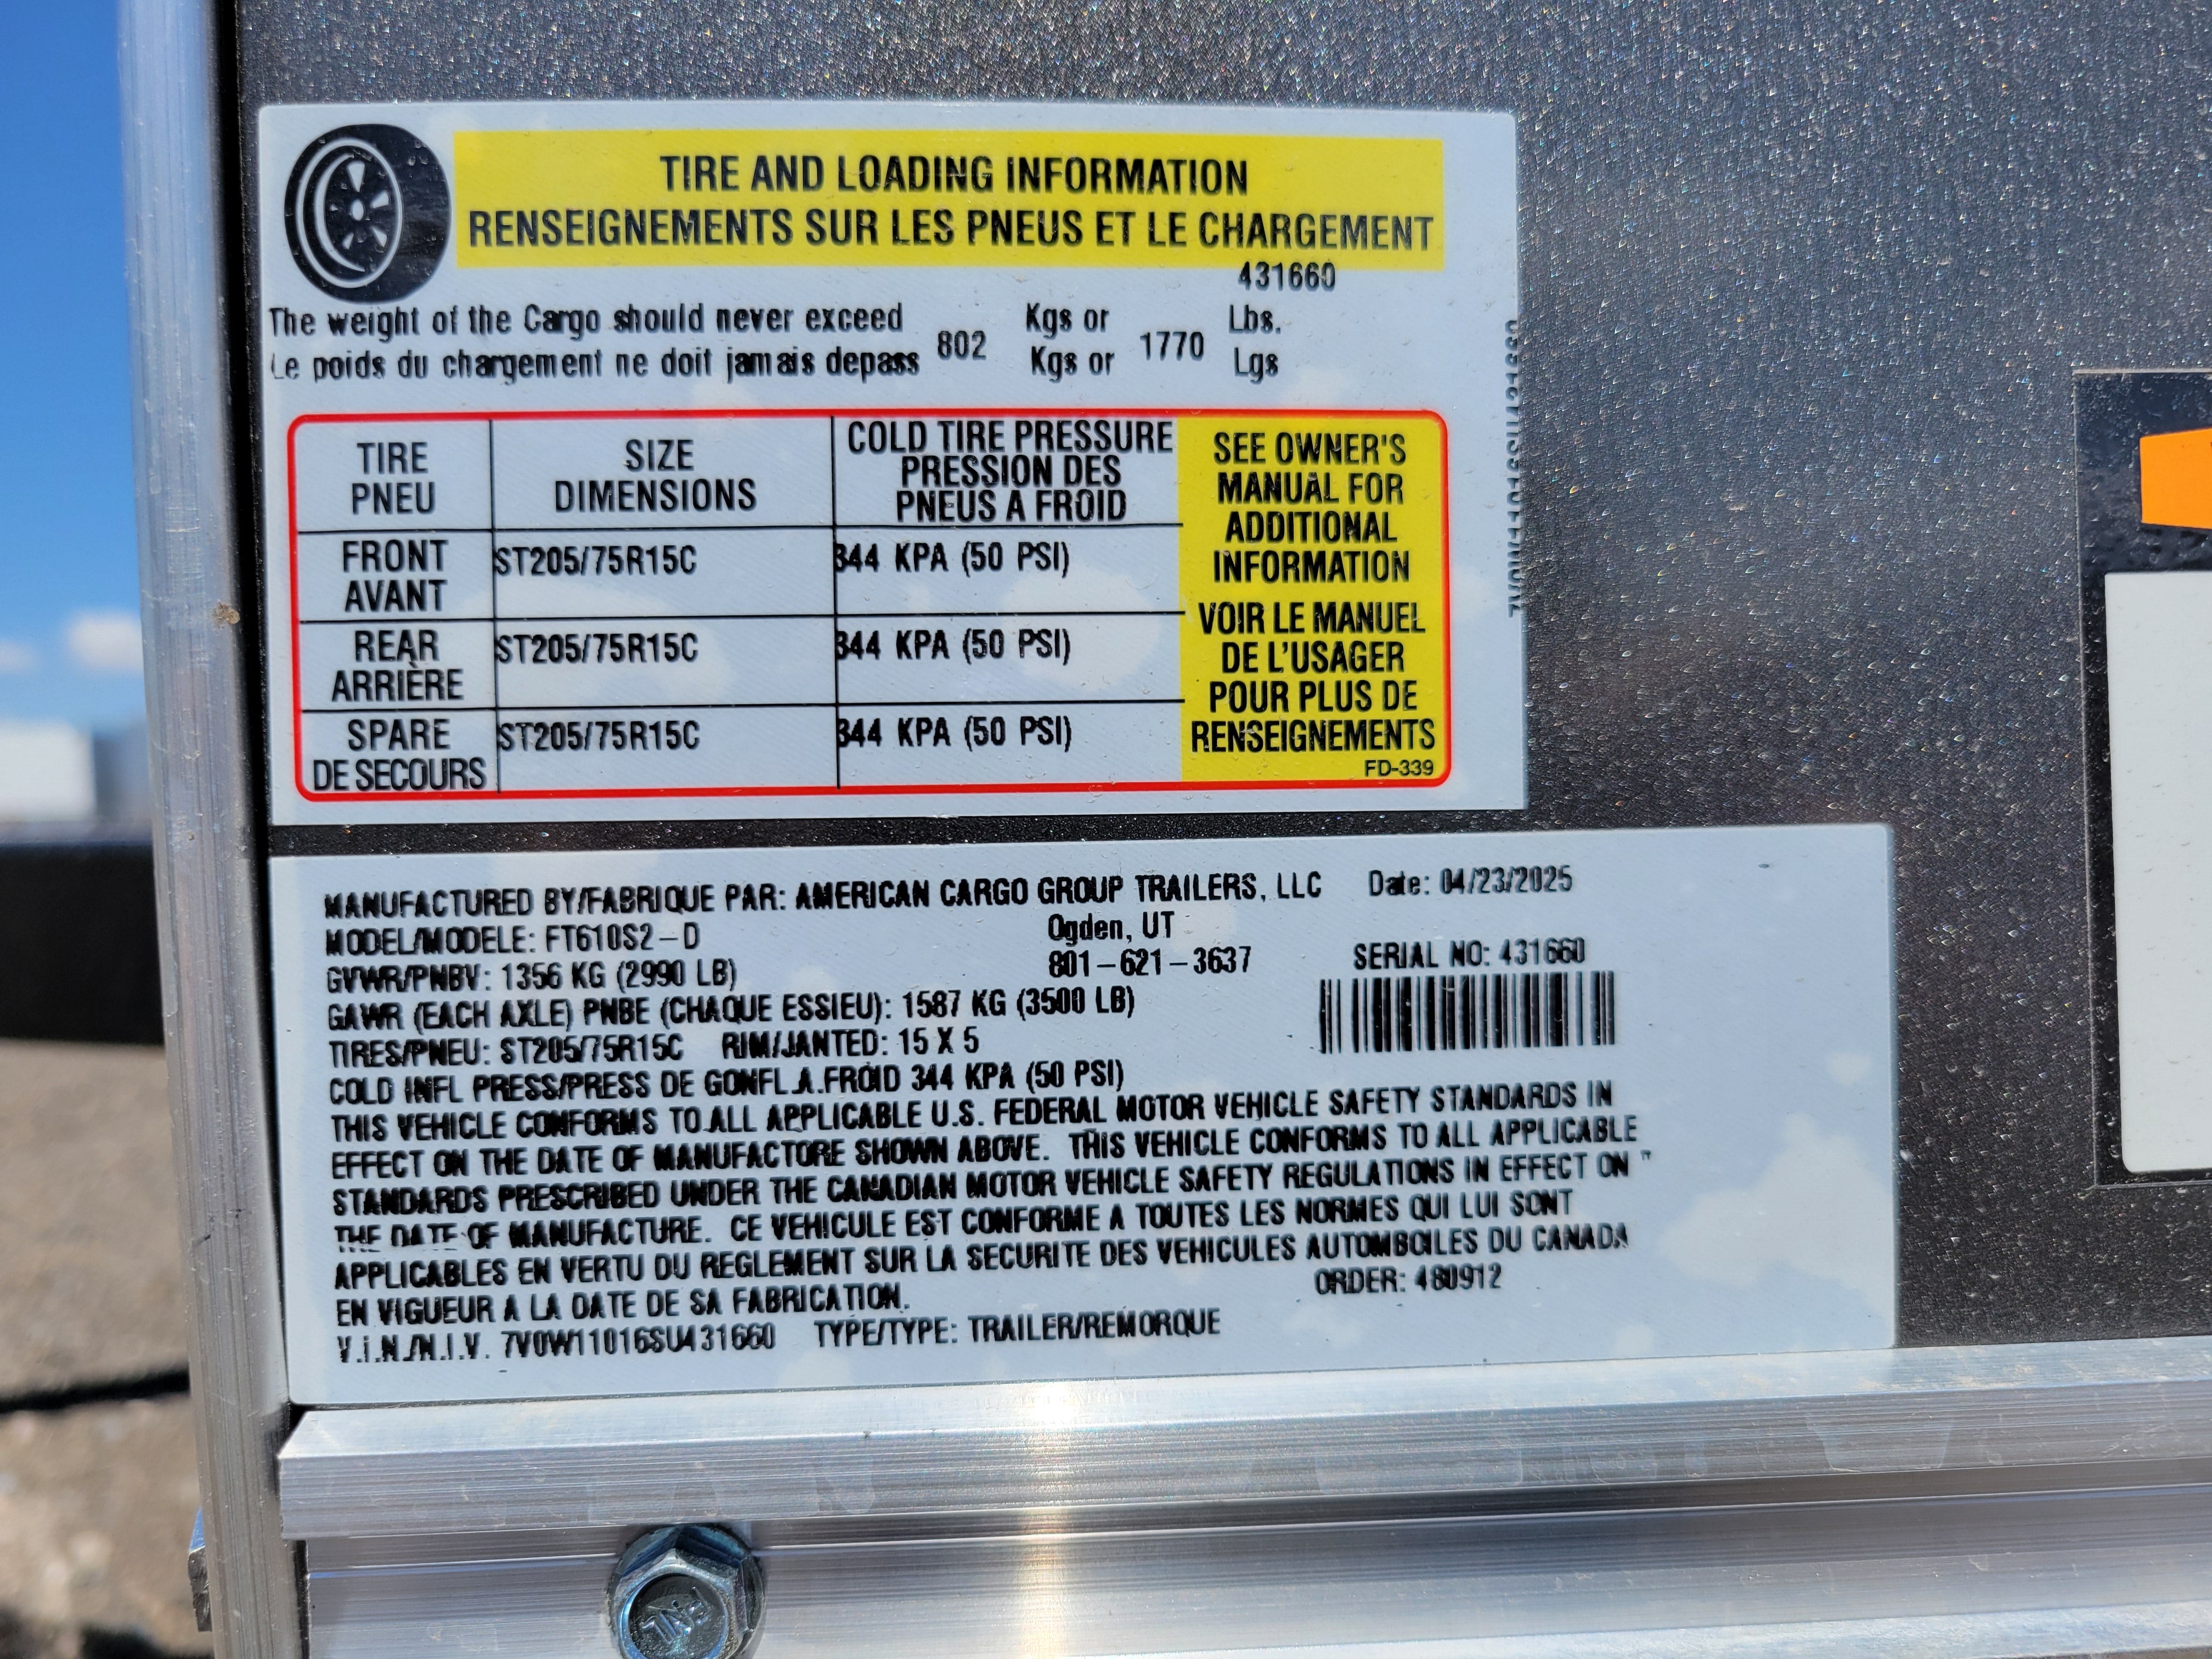 TIRE AND LOADING INFORMATION
RENSEIGNEMENTS SUR LES PNEUS ET LE CHARGEMENT
431660
The weight of the Cargo should never exceed 802 Kgs or 1770 Lbs.
Le poids du chargement ne doit jamais depass Kgs or Lgs
TIRE SIZE COLD TIRE PRESSURE
PNEU DIMENSIONS PRESSION DES
PNEUS A FROID
FRONT ST205/75R15C 344 KPA (50 PSI)
AVANT
REAR ST205/75R15C 344 KPA (50 PSI)
ARRIÈRE
SPARE ST205/75R15C 344 KPA (50 PSI)
DE SECOURS
SEE OWNER'S
MANUAL FOR
ADDITIONAL
INFORMATION
VOIR LE MANUEL
DE L'USAGER
POUR PLUS DE
RENSEIGNEMENTS
FD-339
MANUFACTURED BY/FABRIQUE PAR: AMERICAN CARGO GROUP TRAILERS, LLC Date: 04/23/2025
MODEL/MODELE: FT610S2-D Ogden, UT
GVWR/PNBV: 1356 KG (2990 LB) 801-621-3637 SERIAL NO: 431660
GAWR (EACH AXLE) PNBE (CHAQUE ESSIEU): 1587 KG (3500 LB)
TIRES/PNEU: ST205/75R15C RIM/JANTED: 15 X 5
COLD INFL PRESS/PRESS DE GONFL.A.FROID 344 KPA (50 PSI)
THIS VEHICLE CONFORMS TO ALL APPLICABLE U.S. FEDERAL MOTOR VEHICLE SAFETY STANDARDS IN
EFFECT ON THE DATE OF MANUFACTORE SHOWN ABOVE. THIS VEHICLE CONFORMS TO ALL APPLICABLE
STANDARDS PRESCRIBED UNDER THE CANADIAN MOTOR VEHICLE SAFETY REGULATIONS IN EFFECT ON "
THE DATE OF MANUFACTURE. CE VEHICULE EST CONFORME A TOUTES LES NORMES QUI LUI SONT
APPLICABLES EN VERTU DU REGLEMENT SUR LA SECURITE DES VEHICULES AUTOMBOILES DU CANADA
EN VIGUEUR A LA DATE DE SA FABRICATION. ORDER: 480912
V.I.N./N.I.V. 7V0W11016SU431660 TYPE/TYPE: TRAILER/REMORQUE